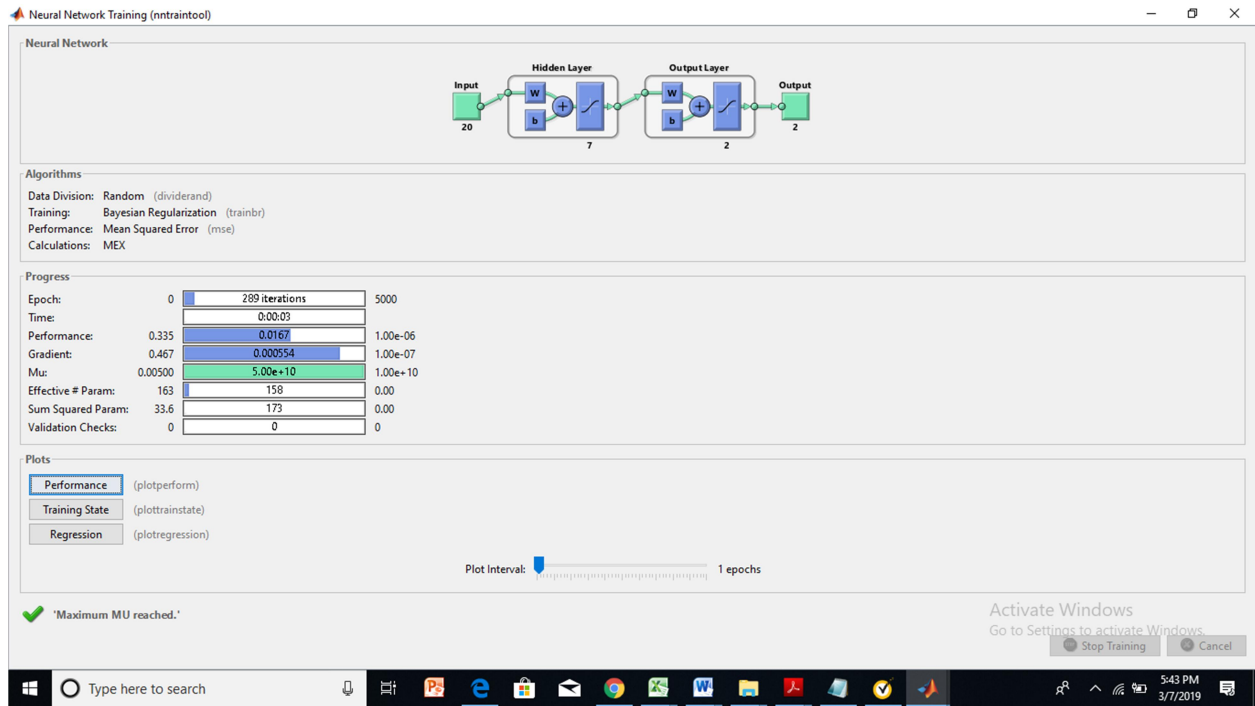 Neural Network Training (nntraintool)
Neural Network
Hidden Layer Output Layer
Input Output
W W
+ +
b b
20 2
7 2
Algorithms
Data Division: Random (dividerand)
Training: Bayesian Regularization (trainbr)
Performance: Mean Squared Error (mse)
Calculations: MEX
Progress
Epoch: 0 289 iterations 5000
Time: 0:00:03
Performance: 0.335 0.0167 1.00e-06
Gradient: 0.467 0.000554 1.00e-07
Mu: 0.00500 5.00e+10 1.00e+10
Effective # Param: 163 158 0.00
Sum Squared Param: 33.6 173 0.00
Validation Checks: 0 0 0
Plots
Performance (plotperform)
Training State (plottrainstate)
Regression (plotregression)
Plot Interval: 1 epochs
'Maximum MU reached.'
Activate Windows
Go to Settings to activate Windows.
Stop Training Cancel
Type here to search
5:43 PM
3/7/2019